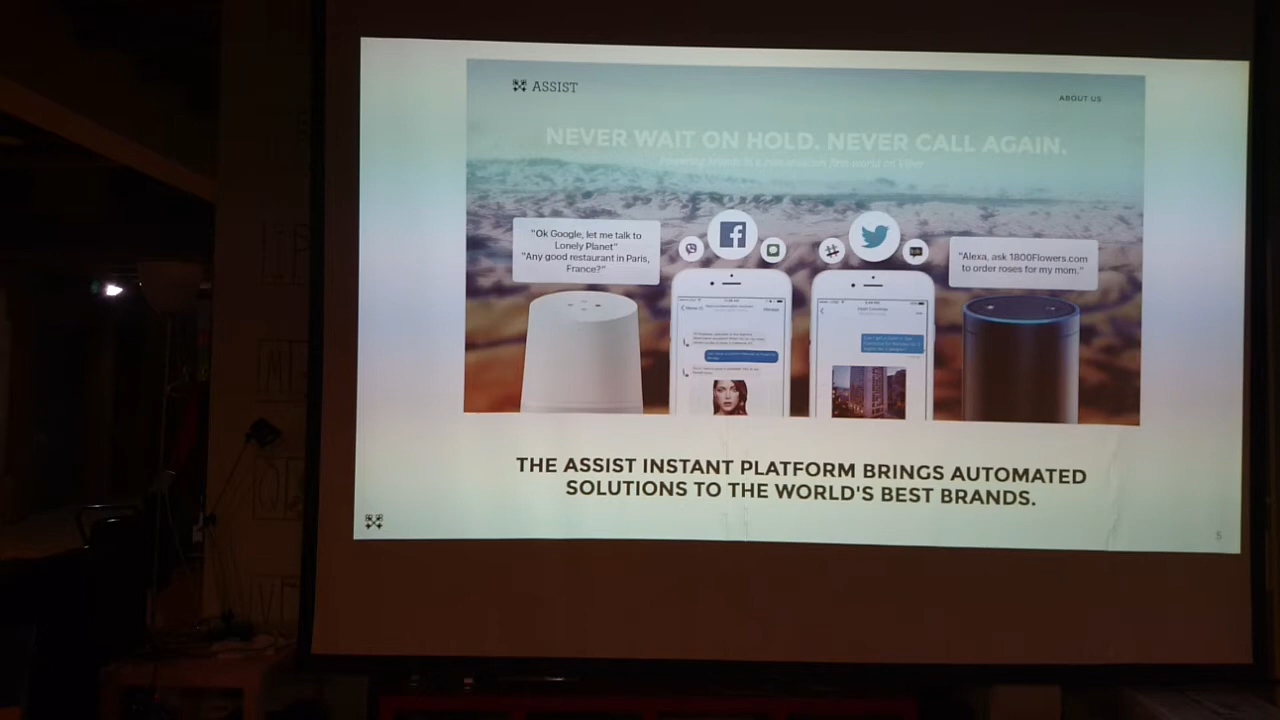 ASSIST
ABOUT US
NEVER WAIT ON HOLD. NEVER CALL AGAIN.
"Ok Google, let me talk to
Lonely Planet"
"Any good restaurant in Paris,
France?"
"Alexa, ask 1800Flowers.com
to order roses for my mom."
THE ASSIST INSTANT PLATFORM BRINGS AUTOMATED
SOLUTIONS TO THE WORLD'S BEST BRANDS.
5